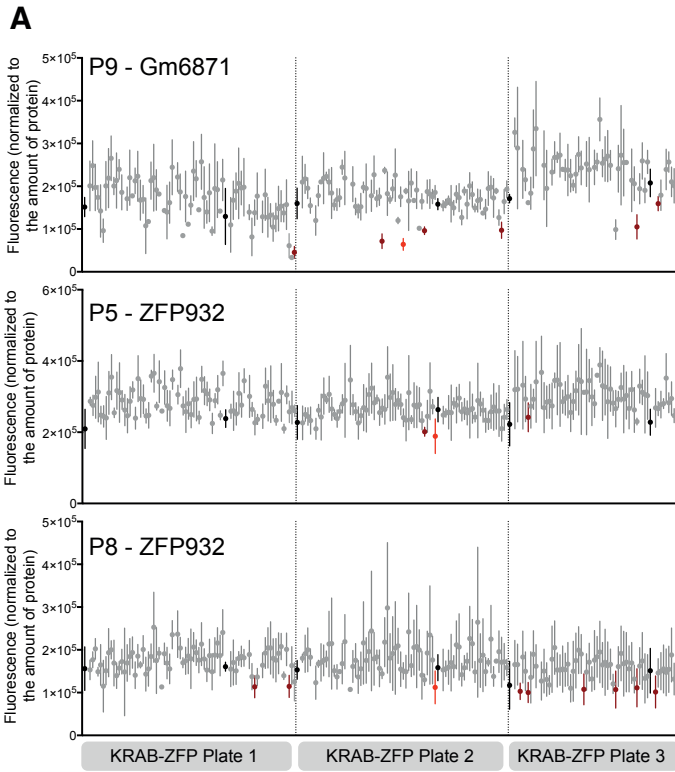 A
P9 - Gm6871
Fluorescence (normalized to
the amount of protein)
5×10⁵
4×10⁵
3×10⁵
2×10⁵
1×10⁵
0
P5 - ZFP932
Fluorescence (normalized to
the amount of protein)
6×10⁵
4×10⁵
2×10⁵
0
P8 - ZFP932
Fluorescence (normalized to
the amount of protein)
5×10⁵
4×10⁵
3×10⁵
2×10⁵
1×10⁵
0
KRAB-ZFP Plate 1 KRAB-ZFP Plate 2 KRAB-ZFP Plate 3